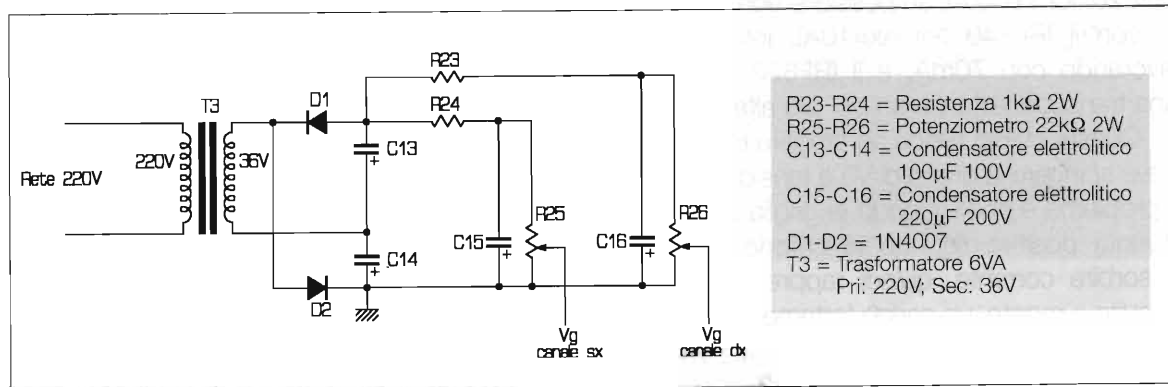 Rete 220V
T3
220V
36V
D1
D2
C13
C14
R23
R24
C15
R25
C16
R26
Vg
canale sx
Vg
canale dx
R23-R24 = Resistenza 1kΩ 2W
R25-R26 = Potenziometro 22kΩ 2W
C13-C14 = Condensatore elettrolitico
100µF 100V
C15-C16 = Condensatore elettrolitico
220µF 200V
D1-D2 = 1N4007
T3 = Trasformatore 6VA
Pri: 220V; Sec: 36V